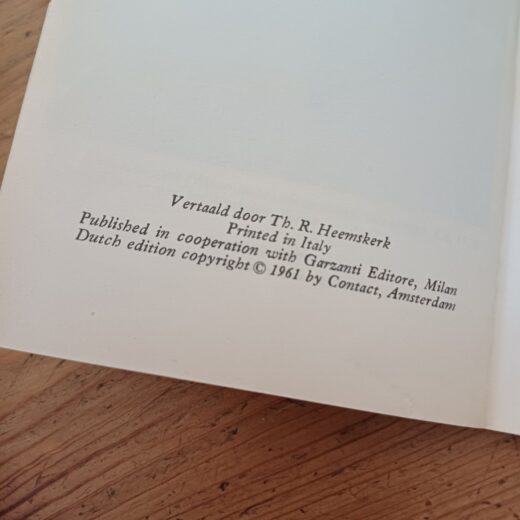 Vertaald door Th. R. Heemskerk
Printed in Italy
Published in cooperation with Garzanti Editore, Milan
Dutch edition copyright © 1961 by Contact, Amsterdam